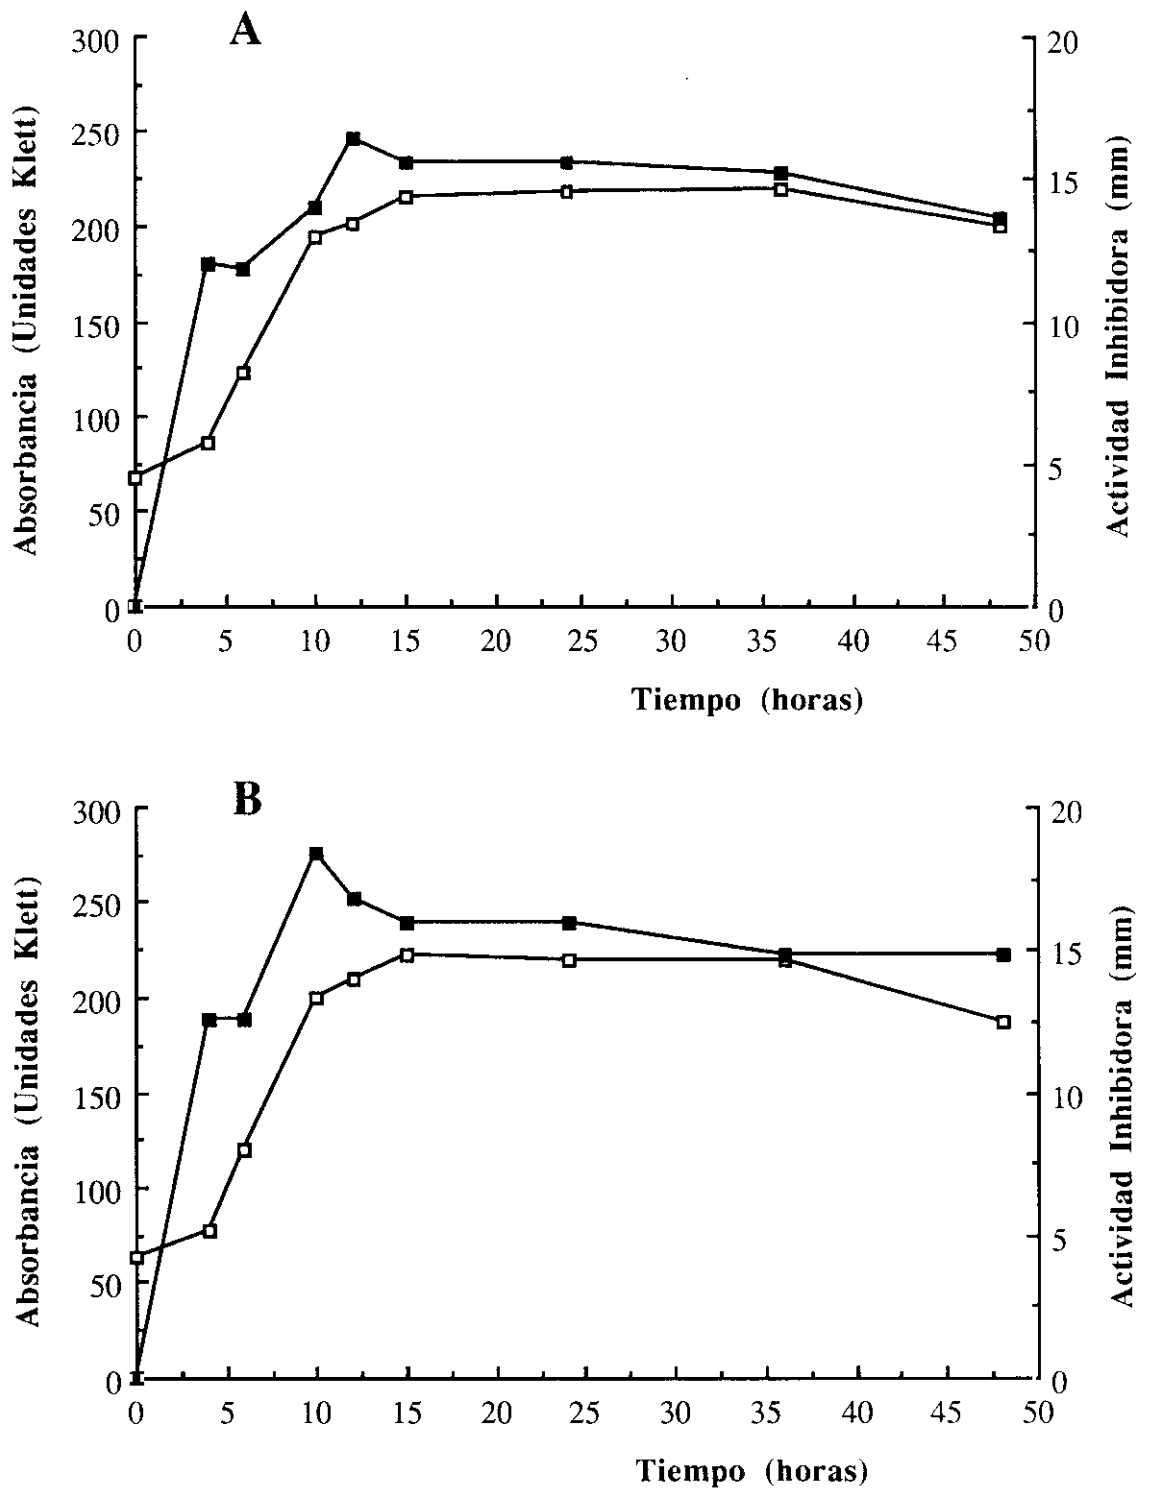 A
300
250
200
150
100
50
0
Absorbancia (Unidades Klett)
20
15
10
5
0
Actividad Inhibidora (mm)
0 5 10 15 20 25 30 35 40 45 50
Tiempo (horas)
B
300
250
200
150
100
50
0
Absorbancia (Unidades Klett)
20
15
10
5
0
Actividad Inhibidora (mm)
0 5 10 15 20 25 30 35 40 45 50
Tiempo (horas)